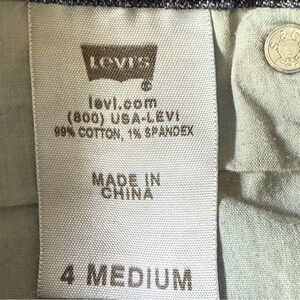 LEVI'S
®
levi.com
(800) USA-LEVI
99% COTTON, 1% SPANDEX
MADE IN
CHINA
4 MEDIUM